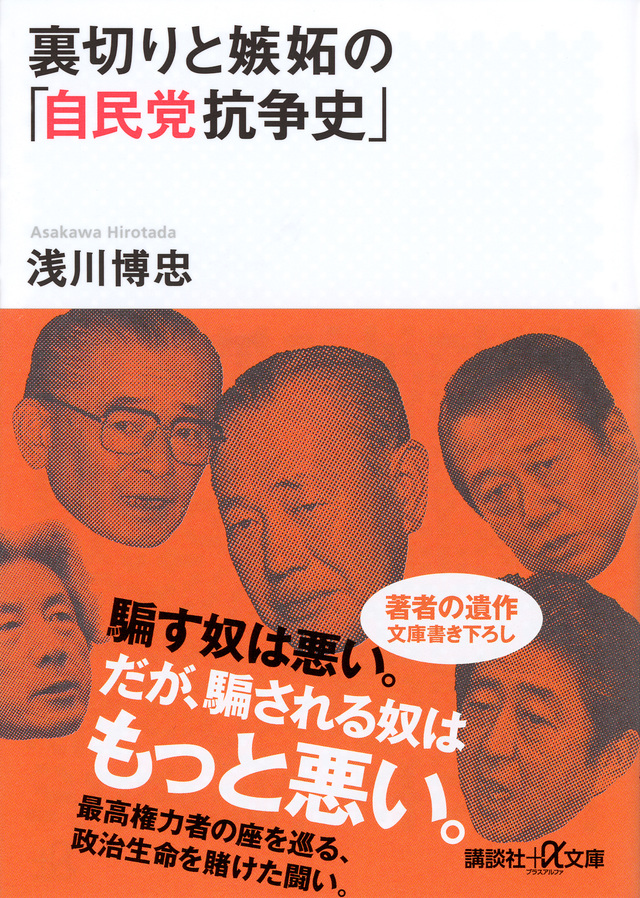 裏切りと嫉妬の
「自民党抗争史」
Asakawa Hirotada
浅川博忠
著者の遺作
文庫書き下ろし
騙す奴は悪い。
だが、騙される奴は
もっと悪い。
最高権力者の座を巡る、
政治生命を賭けた闘い。
講談社+α文庫
プラスアルファ